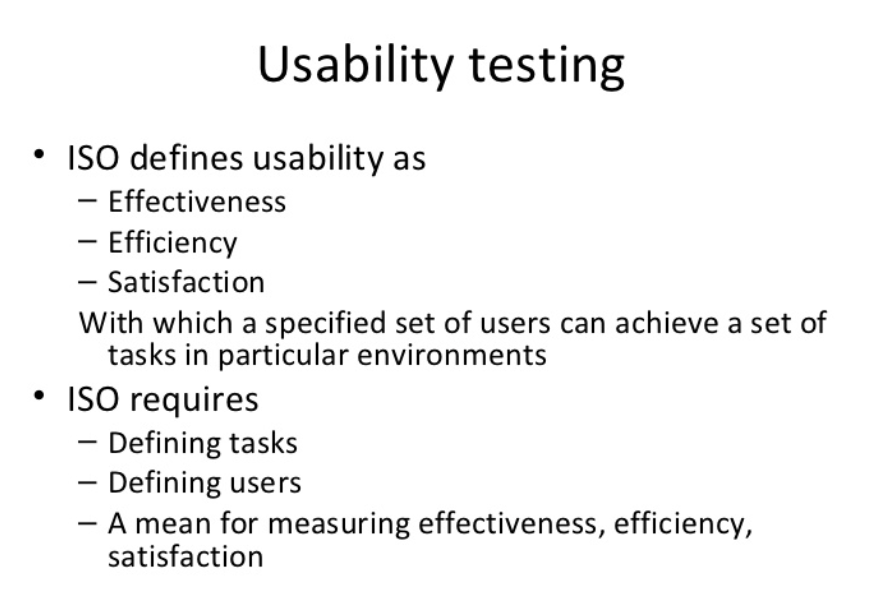 Usability testing
• ISO defines usability as
– Effectiveness
– Efficiency
– Satisfaction
With which a specified set of users can achieve a set of
tasks in particular environments
• ISO requires
– Defining tasks
– Defining users
– A mean for measuring effectiveness, efficiency,
satisfaction